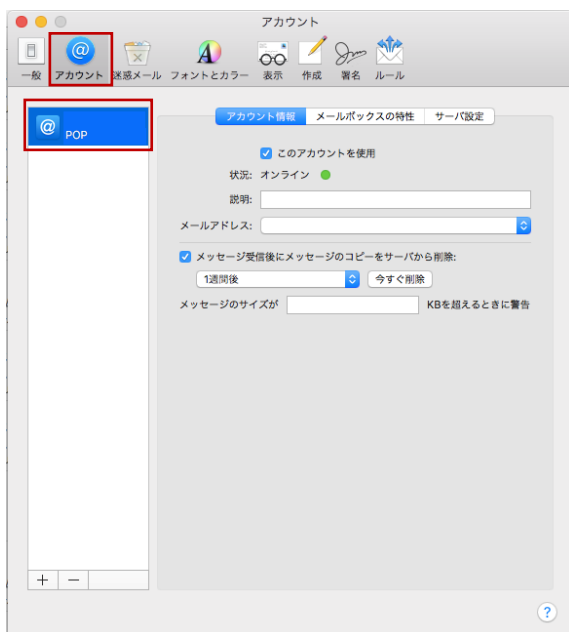 アカウント
一般 アカウント 迷惑メール フォントとカラー 表示 作成 署名 ルール
POP
アカウント情報 メールボックスの特性 サーバ設定
このアカウントを使用
状況: オンライン
説明:
メールアドレス:
メッセージ受信後にメッセージのコピーをサーバから削除:
1週間後 今すぐ削除
メッセージのサイズが KBを超えるときに警告